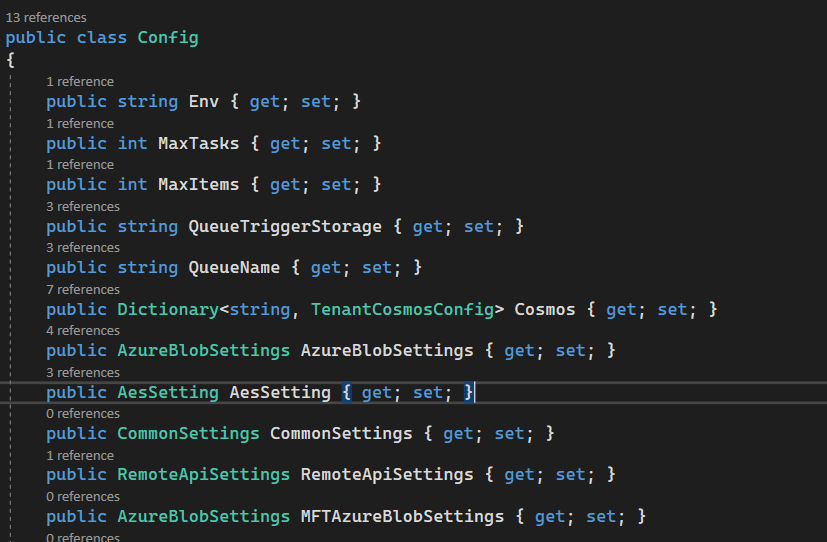 13 references
public class Config
{
1 reference
public string Env { get; set; }
1 reference
public int MaxTasks { get; set; }
1 reference
public int MaxItems { get; set; }
3 references
public string QueueTriggerStorage { get; set; }
3 references
public string QueueName { get; set; }
7 references
public Dictionary<string, TenantCosmosConfig> Cosmos { get; set; }
4 references
public AzureBlobSettings AzureBlobSettings { get; set; }
3 references
public AesSetting AesSetting { get; set; }
0 references
public CommonSettings CommonSettings { get; set; }
1 reference
public RemoteApiSettings RemoteApiSettings { get; set; }
0 references
public AzureBlobSettings MFTAzureBlobSettings { get; set; }
0 references